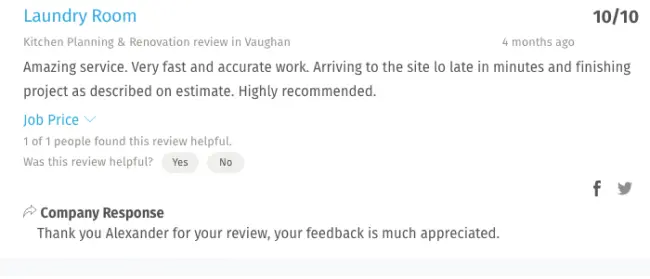 Laundry Room
10/10
Kitchen Planning & Renovation review in Vaughan
4 months ago
Amazing service. Very fast and accurate work. Arriving to the site lo late in minutes and finishing
project as described on estimate. Highly recommended.
Job Price
1 of 1 people found this review helpful.
Was this review helpful? Yes No
Company Response
Thank you Alexander for your review, your feedback is much appreciated.